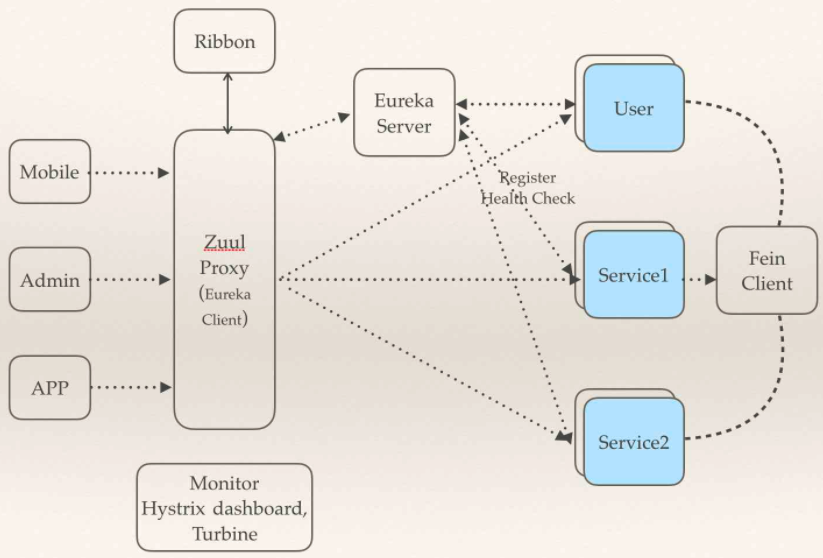 Ribbon
Eureka
Server
User
Mobile
Register
Health Check
Zuul
Proxy
(Eureka
Client)
Admin
Service1
Fein
Client
APP
Service2
Monitor
Hystrix dashboard,
Turbine